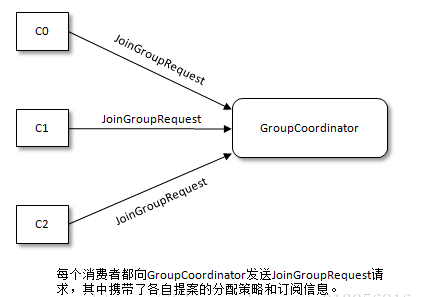 C0
JoinGroupRequest
C1
JoinGroupRequest
GroupCoordinator
JoinGroupRequest
C2
每个消费者都向GroupCoordinator发送JoinGroupRequest请
求，其中携带了各自提案的分配策略和订阅信息。